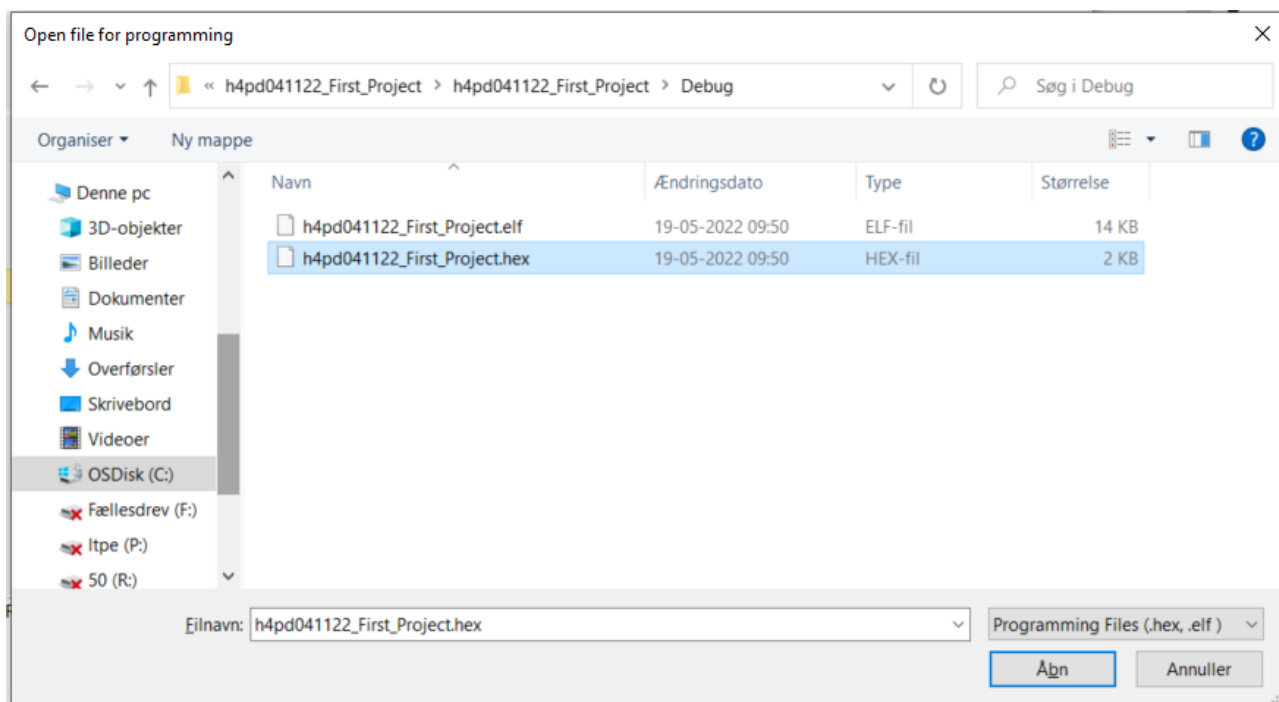 Open file for programming
« h4pd041122_First_Project > h4pd041122_First_Project > Debug
Søg i Debug
Organiser
Ny mappe
Navn
Ændringsdato
Type
Størrelse
h4pd041122_First_Project.elf
19-05-2022 09:50
ELF-fil
14 KB
h4pd041122_First_Project.hex
19-05-2022 09:50
HEX-fil
2 KB
Denne pc
3D-objekter
Billeder
Dokumenter
Musik
Overførsler
Skrivebord
Videoer
OSDisk (C:)
Fællesdrev (F:)
Itpe (P:)
50 (R:)
Filnavn:
h4pd041122_First_Project.hex
Programming Files (.hex, .elf )
Åbn
Annuller